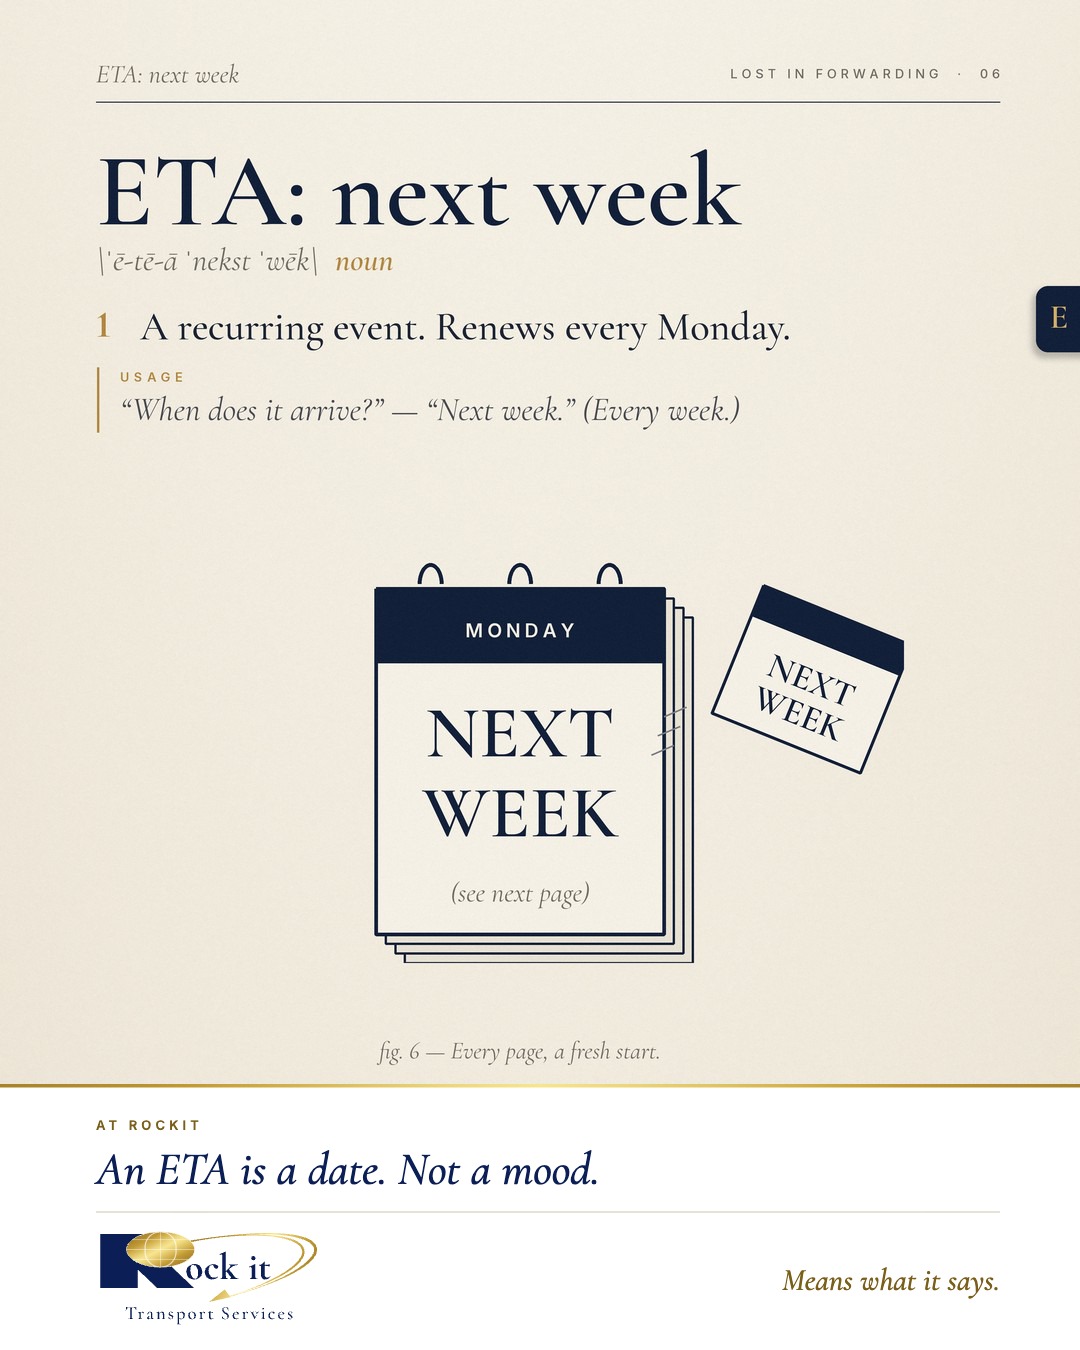 ETA: next week
LOST IN FORWARDING · 06
ETA: next week
\ˈē-tē-ā ˈnekst ˈwēk\ noun
1 A recurring event. Renews every Monday.
E
USAGE
“When does it arrive?” — “Next week.” (Every week.)
MONDAY
NEXT
WEEK
(see next page)
NEXT
WEEK
fig. 6 — Every page, a fresh start.
AT ROCKIT
An ETA is a date. Not a mood.
Rock it
Transport Services
Means what it says.